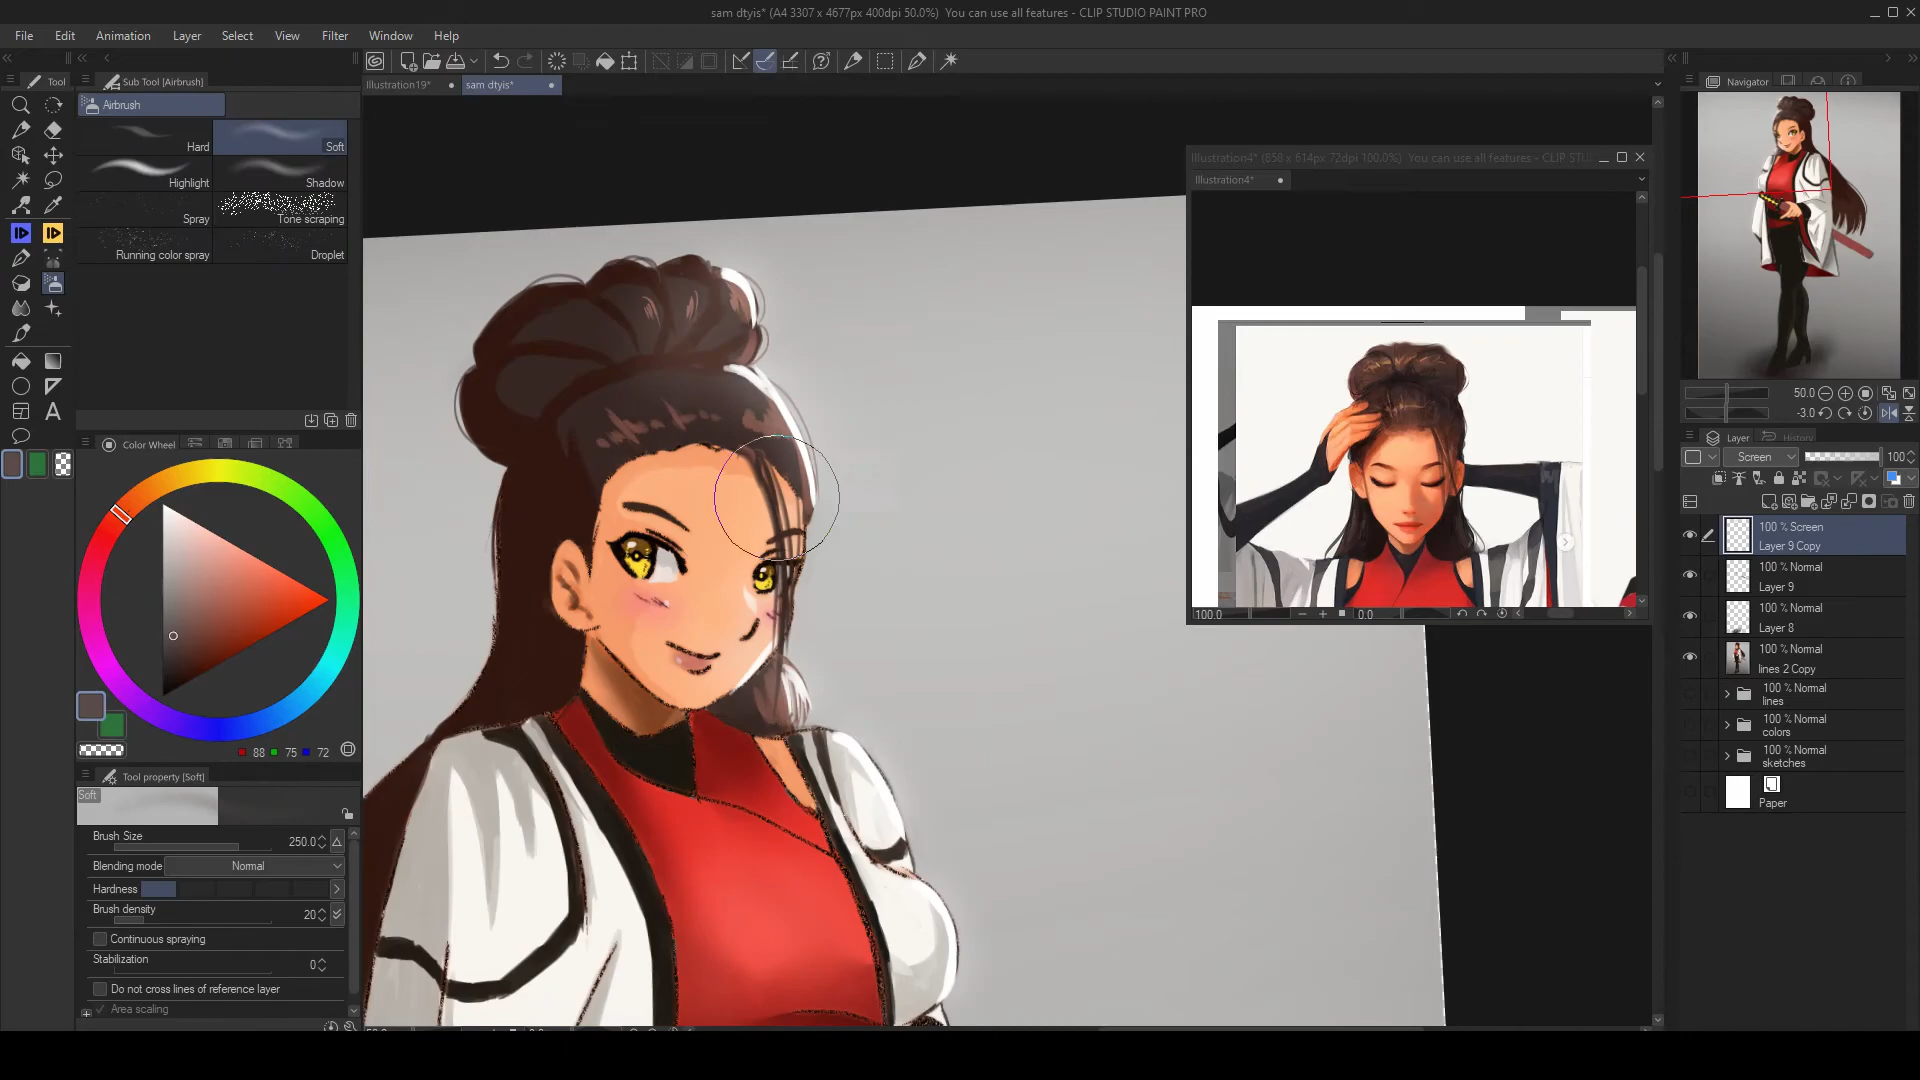 sam dtyis* (A4 3307 x 4677px 400dpi 50.0%)  You can use all features - CLIP STUDIO PAINT PRO
File Edit Animation Layer Select View Filter Window Help
Tool
Sub Tool [Airbrush]
Airbrush
Hard
Soft
Highlight
Shadow
Spray
Tone scraping
Running color spray
Droplet
Color Wheel
88 75 72
Tool property [Soft]
Soft
Brush Size 250.0
Blending mode Normal
Hardness
Brush density 20
Continuous spraying
Stabilization 0
Do not cross lines of reference layer
Area scaling
Illustration19*
sam dtyis*
Illustration4* (858 x 614px 72dpi 100.0%)  You can use all features - CLIP STU
Illustration4*
100.0
0.0
Navigator
50.0
-3.0
Layer
History
Screen 100
100 % Screen
Layer 9 Copy
100 % Normal
Layer 9
100 % Normal
Layer 8
100 % Normal
lines 2 Copy
100 % Normal
lines
100 % Normal
colors
100 % Normal
sketches
Paper